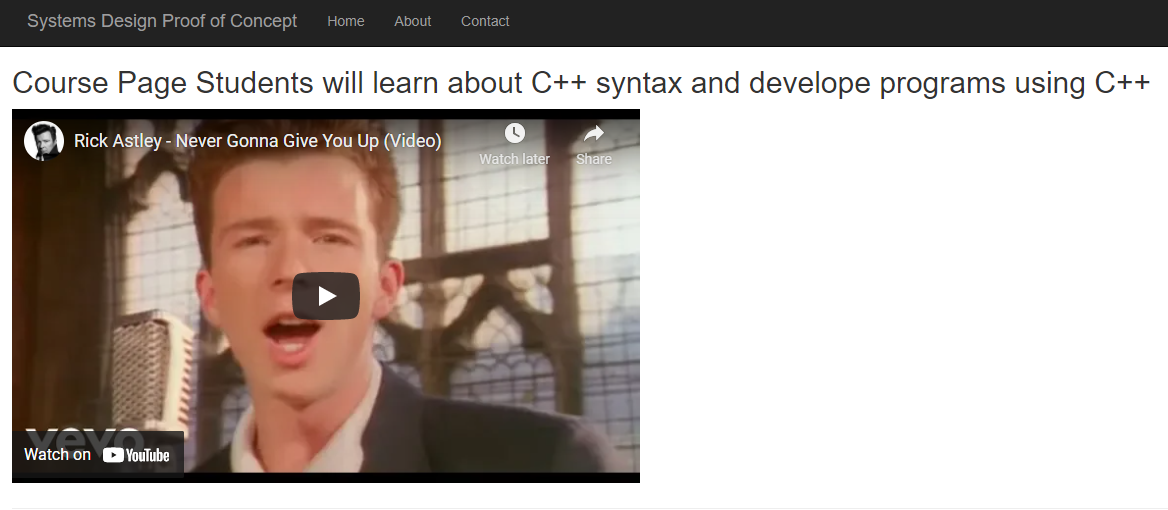 Systems Design Proof of Concept Home About Contact
Course Page Students will learn about C++ syntax and develope programs using C++
Rick Astley - Never Gonna Give You Up (Video)
Watch later Share
vevo
Watch on YouTube